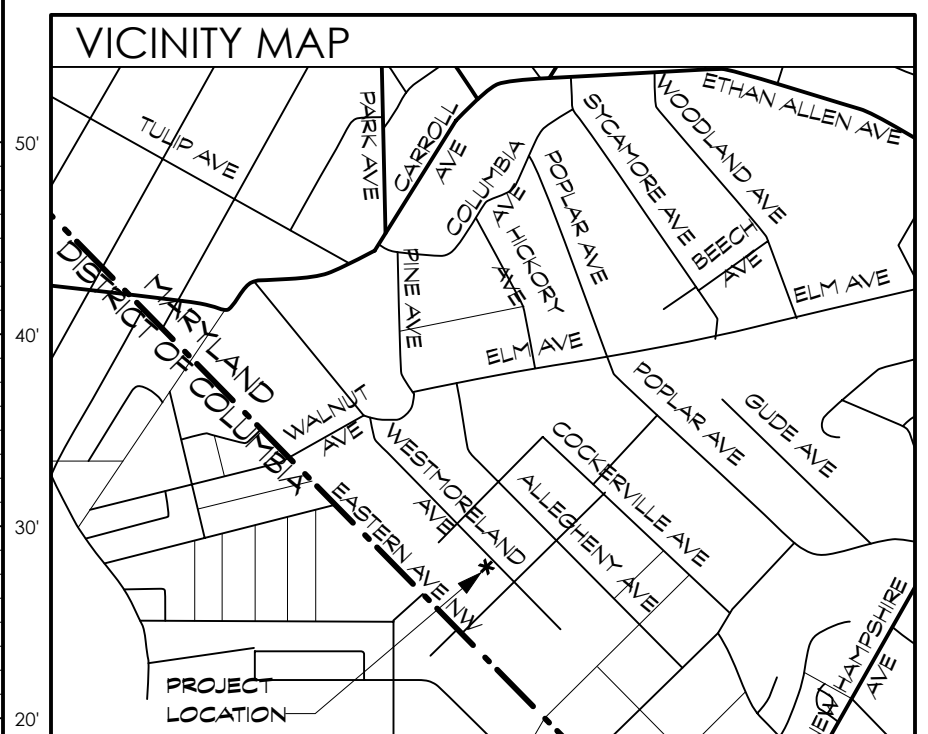 VICINITY MAP
50'
40'
30'
20'
TULIP AVE
PARK AVE
CARROLL
AVE
COLUMBIA
AVE
POPLAR AVE
SYCAMORE AVE
WOODLAND AVE
ETHAN ALLEN AVE
BEECH
AVE
ELM AVE
HICKORY
AVE
PINE AVE
ELM AVE
MARYLAND
DISTRICT OF COLUMBIA
WALNUT
AVE
WESTMORELAND
AVE
POPLAR AVE
GUDE AVE
COCKERVILLE AVE
ALLEGHENY AVE
EASTERN AVE NW
HAMPSHIRE
AVE
PROJECT
LOCATION